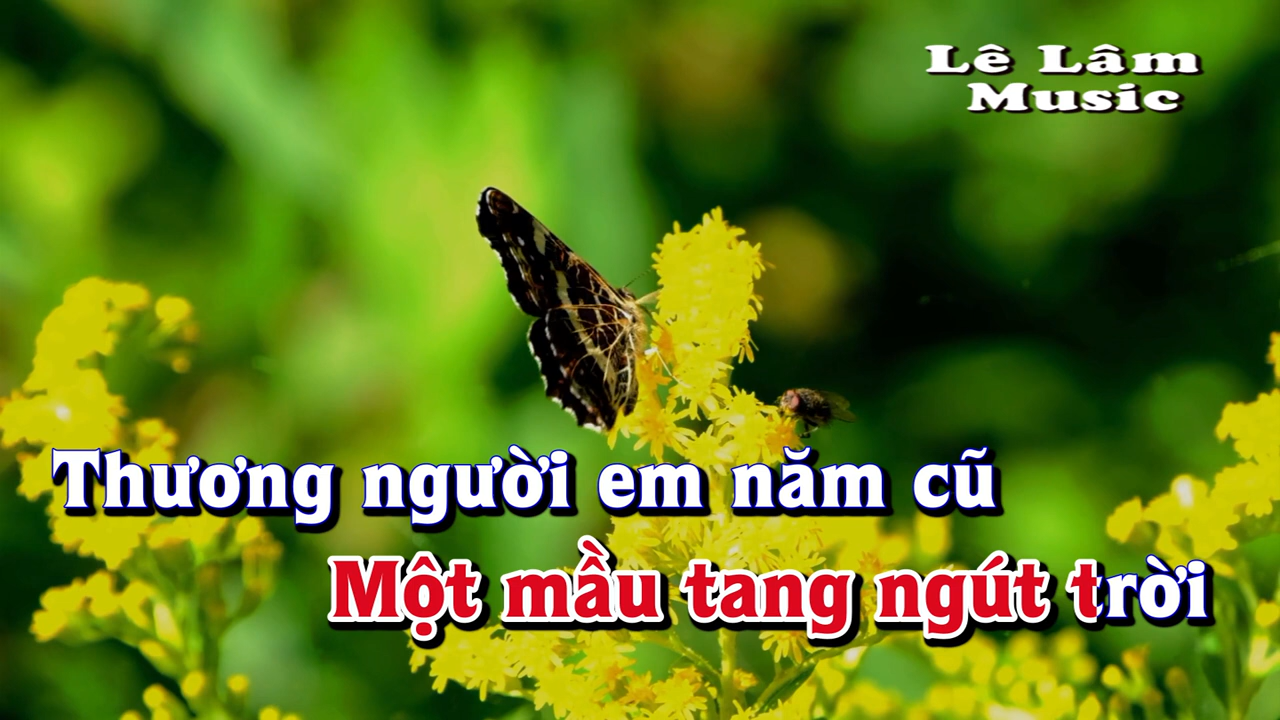 Lê Lâm
Music
Thương người em năm cũ
Một mầu tang ngút trời